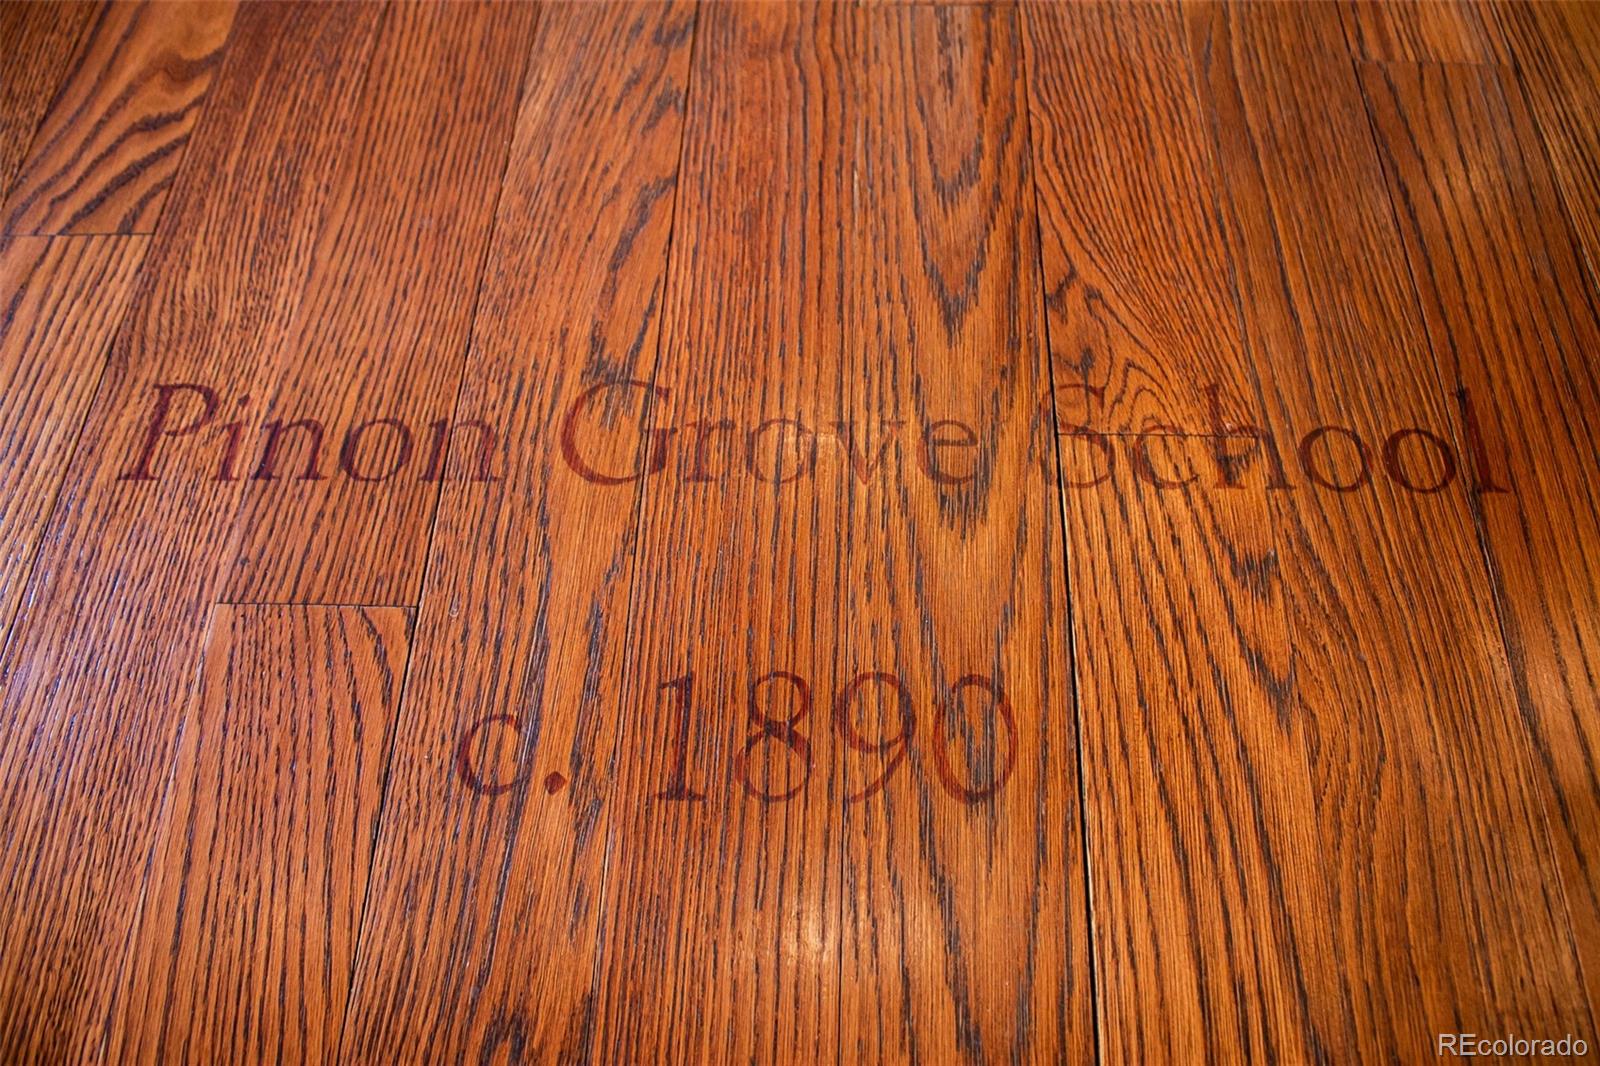 Pinon Grove School
c. 1890
REcolorado